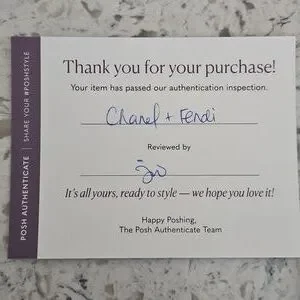 Thank you for your purchase!
Your item has passed our authentication inspection.
Chanel + Fendi
Reviewed by
It's all yours, ready to style — we hope you love it!
Happy Poshing,
The Posh Authenticate Team
POSH AUTHENTICATE | SHARE YOUR #POSHSTYLE